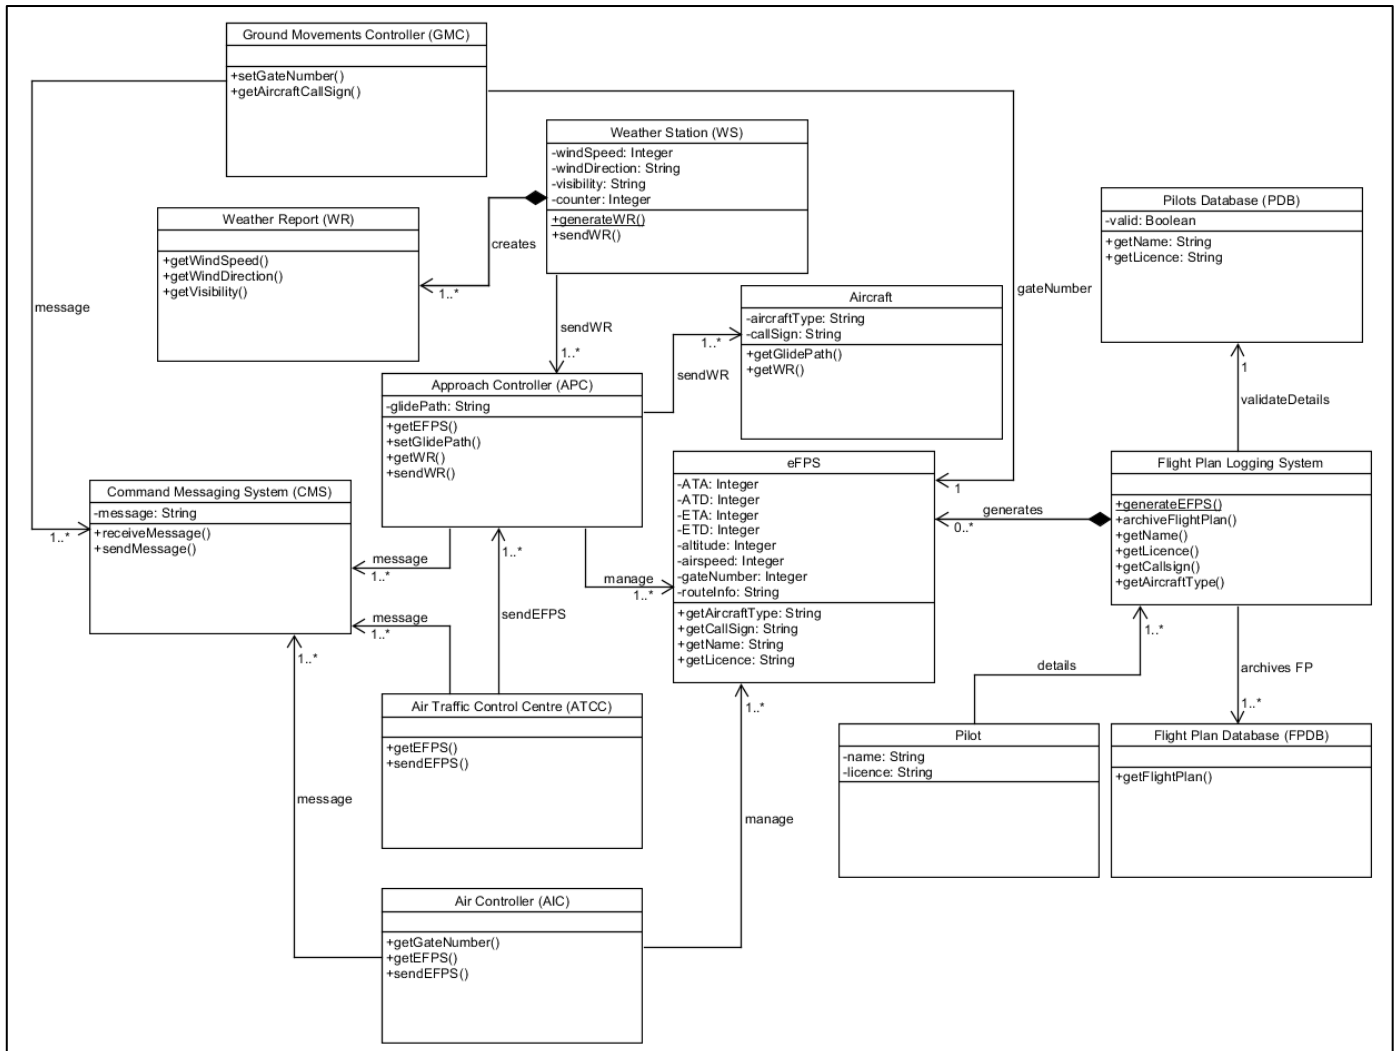 Ground Movements Controller (GMC)
+setGateNumber()
+getAircraftCallSign()
Weather Station (WS)
-windSpeed: Integer
-windDirection: String
-visibility: String
-counter: Integer
+generateWR()
+sendWR()
Pilots Database (PDB)
-valid: Boolean
+getName: String
+getLicence: String
Weather Report (WR)
+getWindSpeed()
+getWindDirection()
+getVisibility()
creates
1..*
message
gateNumber
sendWR
1..*
Aircraft
-aircraftType: String
-callSign: String
+getGlidePath()
+getWR()
1..*
sendWR
1
validateDetails
Approach Controller (APC)
-glidePath: String
+getEFPS()
+setGlidePath()
+getWR()
+sendWR()
eFPS
-ATA: Integer
-ATD: Integer
-ETA: Integer
-ETD: Integer
-altitude: Integer
-airspeed: Integer
-gateNumber: Integer
-routeInfo: String
+getAircraftType: String
+getCallSign: String
+getName: String
+getLicence: String
1
generates
0..*
Flight Plan Logging System
+generateEFPS()
+archiveFlightPlan()
+getName()
+getLicence()
+getCallsign()
+getAircraftType()
Command Messaging System (CMS)
-message: String
+receiveMessage()
+sendMessage()
1..*
message
1..*
1..*
manage
1..*
message
1..*
sendEFPS
1..*
1..*
details
archives FP
1..*
1..*
Air Traffic Control Centre (ATCC)
+getEFPS()
+sendEFPS()
Pilot
-name: String
-licence: String
Flight Plan Database (FPDB)
+getFlightPlan()
message
manage
Air Controller (AIC)
+getGateNumber()
+getEFPS()
+sendEFPS()